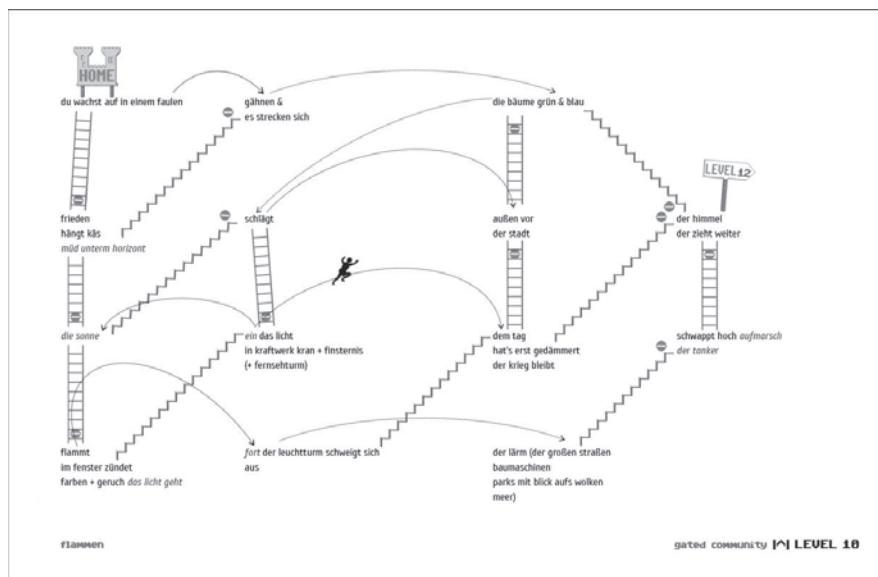 HOME
du wachst auf in einem faulen
gähnen &
es strecken sich
die bäume grün & blau
LEVEL 12
frieden
hängt käs
müd unterm horizont
schlägt
außen vor
der stadt
der himmel
der zieht weiter
die sonne
ein das licht
in kraftwerk kran + finsternis
(+ fernsehturm)
dem tag
hat's erst gedämmert
der krieg bleibt
schwappt hoch aufmarsch
der tanker
flammt
im fenster zündet
farben + geruch das licht geht
fort der leuchtturm schweigt sich
aus
der lärm (der großen straßen
baumaschinen
parks mit blick aufs wolken
meer)
flammen
gated community |^| LEVEL 10